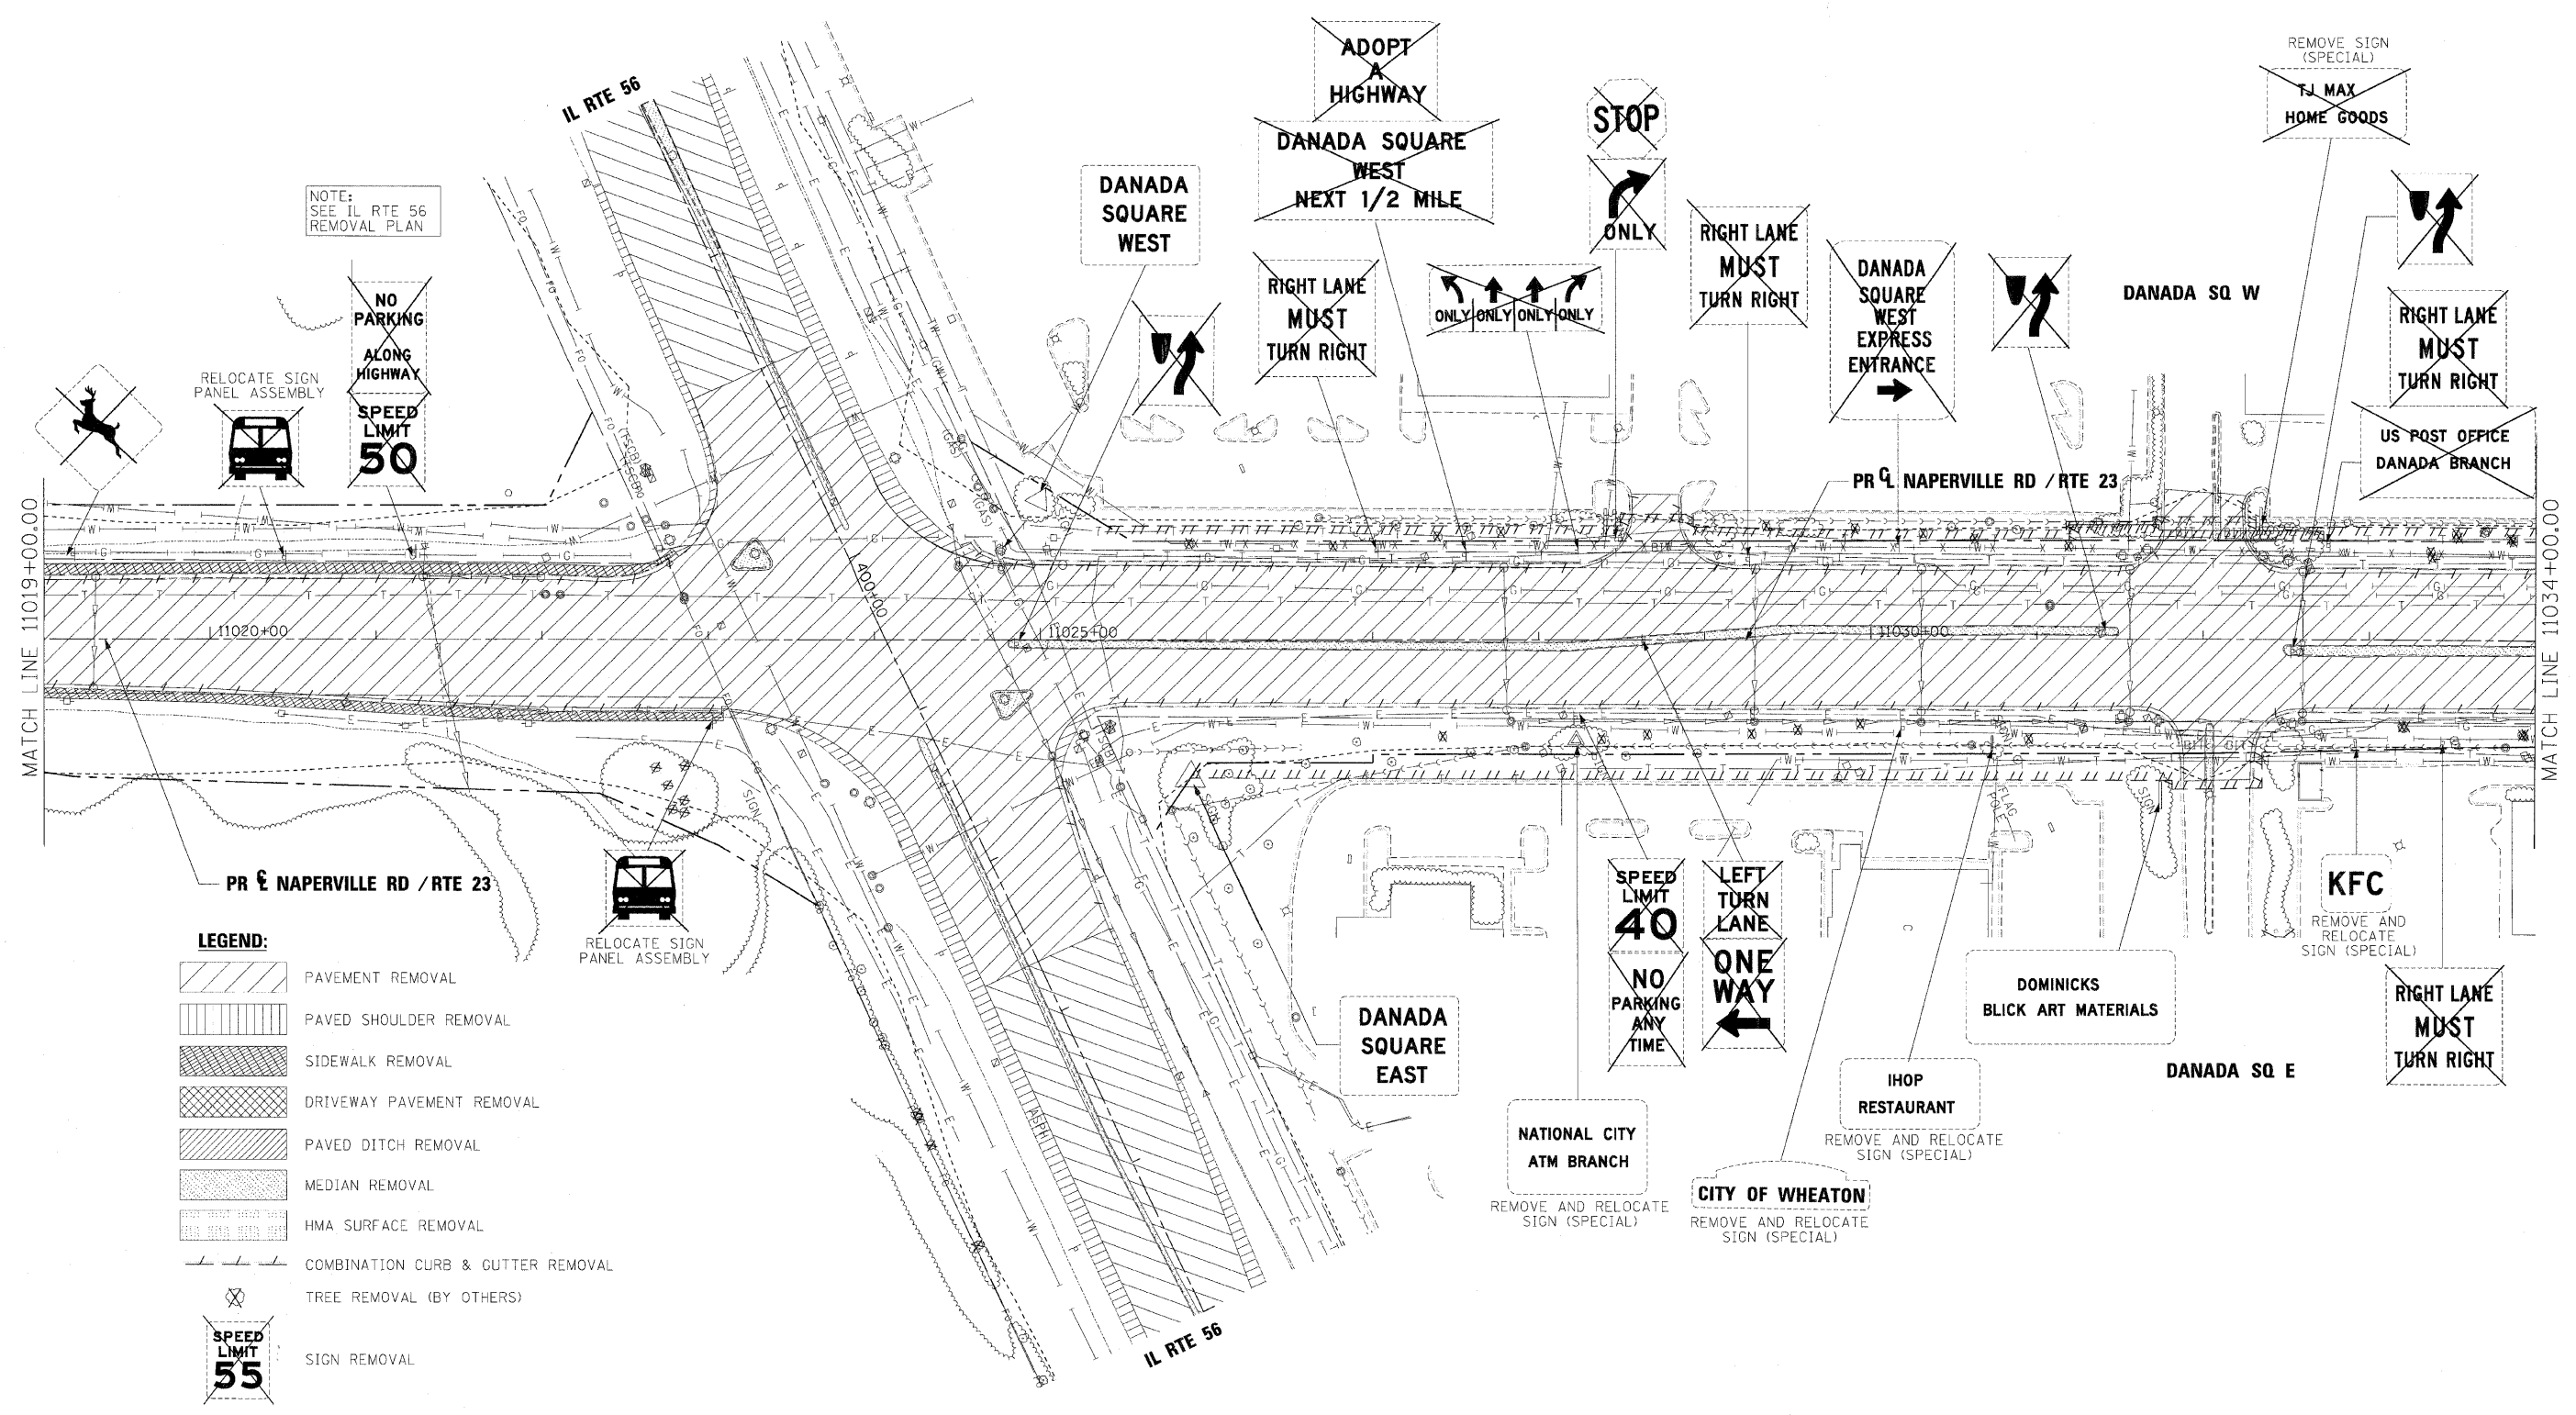 IL RTE 56
NOTE:
SEE IL RTE 56
REMOVAL PLAN
NO
PARKING
ALONG
HIGHWAY
SPEED
LIMIT
50
RELOCATE SIGN
PANEL ASSEMBLY
DANADA
SQUARE
WEST
ADOPT
A
HIGHWAY
DANADA SQUARE
WEST
NEXT 1/2 MILE
RIGHT LANE
MUST
TURN RIGHT
ONLY ONLY ONLY ONLY
STOP
ONLY
RIGHT LANE
MUST
TURN RIGHT
DANADA
SQUARE
WEST
EXPRESS
ENTRANCE
DANADA SQ W
REMOVE SIGN
(SPECIAL)
TJ MAX
HOME GOODS
RIGHT LANE
MUST
TURN RIGHT
US POST OFFICE
DANADA BRANCH
PR ℄ NAPERVILLE RD / RTE 23
MATCH LINE 11019+00.00
11020+00
400+00
11025+00
11030+00
MATCH LINE 11034+00.00
PR ℄ NAPERVILLE RD / RTE 23
SIGN
SIGN
SIGN
FLAG
POLE
ASPH
RELOCATE SIGN
PANEL ASSEMBLY
DANADA
SQUARE
EAST
NATIONAL CITY
ATM BRANCH
REMOVE AND RELOCATE
SIGN (SPECIAL)
SPEED
LIMIT
40
NO
PARKING
ANY
TIME
LEFT
TURN
LANE
ONE
WAY
CITY OF WHEATON
REMOVE AND RELOCATE
SIGN (SPECIAL)
IHOP
RESTAURANT
REMOVE AND RELOCATE
SIGN (SPECIAL)
DOMINICKS
BLICK ART MATERIALS
DANADA SQ E
KFC
REMOVE AND
RELOCATE
SIGN (SPECIAL)
RIGHT LANE
MUST
TURN RIGHT
IL RTE 56
LEGEND:
PAVEMENT REMOVAL
PAVED SHOULDER REMOVAL
SIDEWALK REMOVAL
DRIVEWAY PAVEMENT REMOVAL
PAVED DITCH REMOVAL
MEDIAN REMOVAL
HMA SURFACE REMOVAL
COMBINATION CURB & GUTTER REMOVAL
TREE REMOVAL (BY OTHERS)
SPEED
LIMIT
55
SIGN REMOVAL